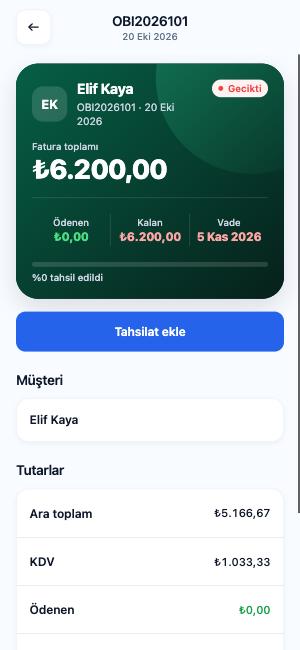 OBI2026101
20 Eki 2026
EK
Elif Kaya
Gecikti
OBI2026101 · 20 Eki
2026
Fatura toplamı
₺6.200,00
Ödenen
Kalan
Vade
₺0,00
₺6.200,00
5 Kas 2026
%0 tahsil edildi
Tahsilat ekle
Müşteri
Elif Kaya
Tutarlar
Ara toplam
₺5.166,67
KDV
₺1.033,33
Ödenen
₺0,00